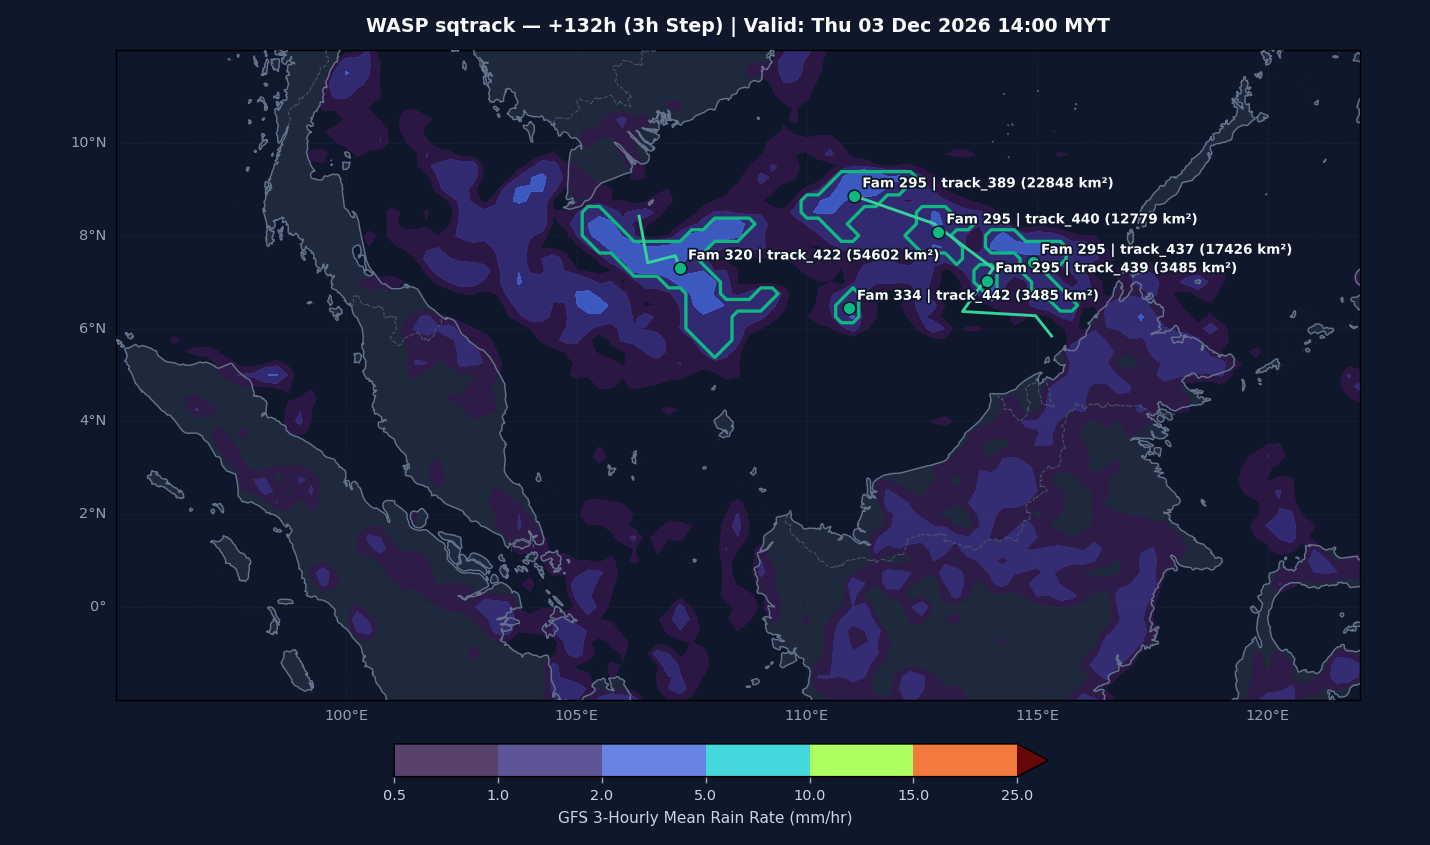 WASP sqtrack — +132h (3h Step) | Valid: Thu 03 Dec 2026 14:00 MYT
10°N
8°N
6°N
4°N
2°N
0°
Fam 295 | track_389 (22848 km²)
Fam 295 | track_440 (12779 km²)
Fam 295 | track_437 (17426 km²)
Fam 320 | track_422 (54602 km²)
Fam 295 | track_439 (3485 km²)
Fam 334 | track_442 (3485 km²)
100°E 105°E 110°E 115°E 120°E
0.5 1.0 2.0 5.0 10.0 15.0 25.0
GFS 3-Hourly Mean Rain Rate (mm/hr)